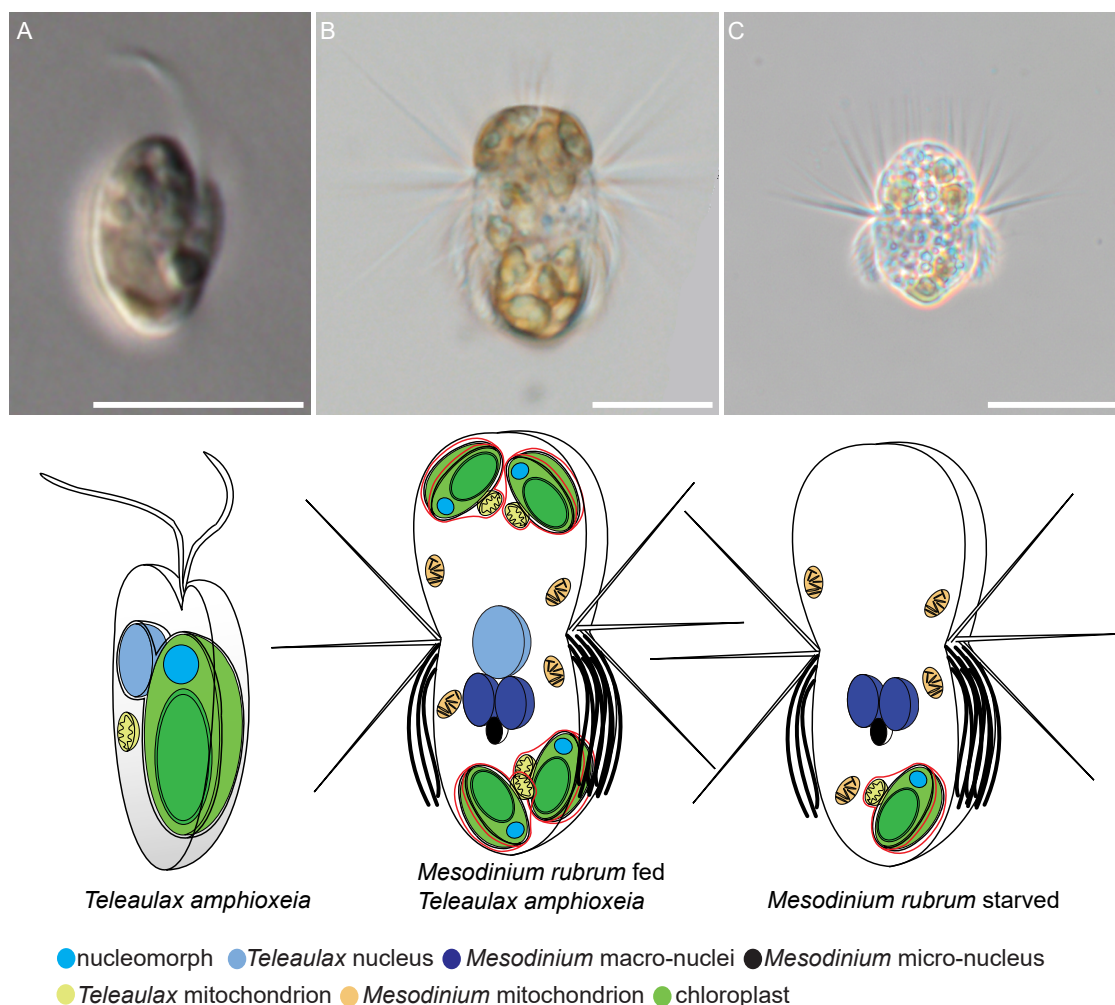 A
B
C
Teleaulax amphioxeia
Mesodinium rubrum fed
Teleaulax amphioxeia
Mesodinium rubrum starved
nucleomorph Teleaulax nucleus Mesodinium macro-nuclei Mesodinium micro-nucleus
Teleaulax mitochondrion Mesodinium mitochondrion chloroplast